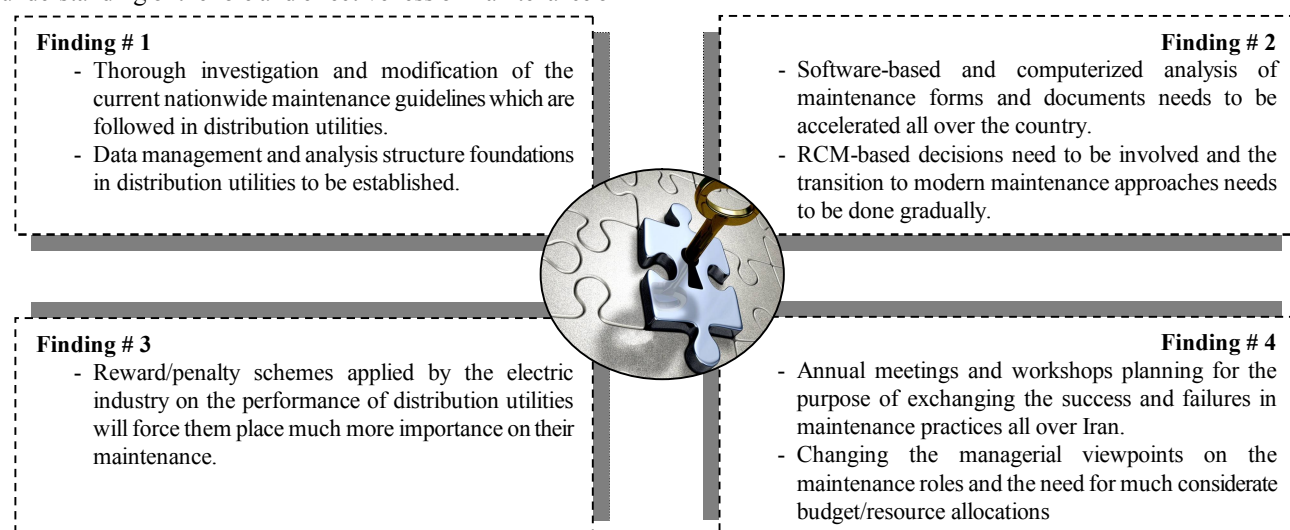 Finding # 1
- Thorough investigation and modification of the
current nationwide maintenance guidelines which are
followed in distribution utilities.
- Data management and analysis structure foundations
in distribution utilities to be established.
Finding # 2
- Software-based and computerized analysis of
maintenance forms and documents needs to be
accelerated all over the country.
- RCM-based decisions need to be involved and the
transition to modern maintenance approaches needs
to be done gradually.
Finding # 3
- Reward/penalty schemes applied by the electric
industry on the performance of distribution utilities
will force them place much more importance on their
maintenance.
Finding # 4
- Annual meetings and workshops planning for the
purpose of exchanging the success and failures in
maintenance practices all over Iran.
- Changing the managerial viewpoints on the
maintenance roles and the need for much considerate
budget/resource allocations